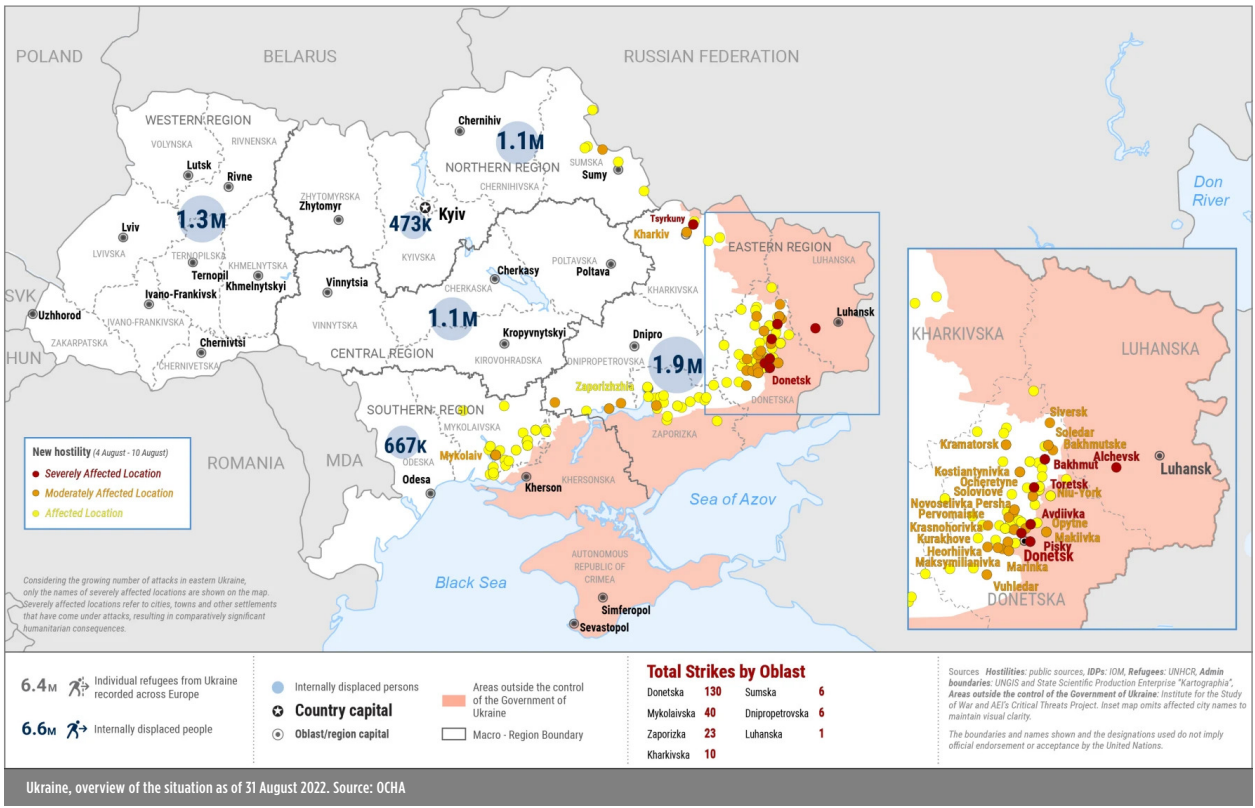 POLAND
BELARUS
RUSSIAN FEDERATION
WESTERN REGION
VOLYNSKA
RIVNENSKA
Lutsk
Rivne
1.3M
Lviv
LVIVSKA
TERNOPILSKA
Ternopil
KHMELNYTSKA
Khmelnytskyi
SVK
Uzhhorod
Ivano-Frankivsk
IVANO-FRANKIVSKA
ZAKARPATSKA
Chernivtsi
CHERNIVETSKA
HUN
Chernihiv
1.1M
NORTHERN REGION
CHERNIHIVSKA
SUMSKA
Sumy
ZHYTOMYRSKA
Zhytomyr
Kyiv
473K
KYIVSKA
Tsyrkuny
Kharkiv
EASTERN REGION
LUHANSKA
Don
River
Vinnytsia
VINNYTSKA
Cherkasy
CHERKASKA
POLTAVSKA
Poltava
KHARKIVSKA
1.1M
CENTRAL REGION
Kropyvnytskyi
KIROVOHRADSKA
Dnipro
DNIPROPETROVSKA
1.9M
Luhansk
Donetsk
DONETSKA
Zaporizhzhia
ZAPORIZKA
SOUTHERN REGION
MYKOLAIVSKA
667K
ODESKA
Odesa
Mykolaiv
Kherson
KHERSONSKA
ROMANIA
MDA
Sea of Azov
Black Sea
AUTONOMOUS
REPUBLIC OF
CRIMEA
Simferopol
Sevastopol
KHARKIVSKA
LUHANSKA
Siversk
Soledar
Kramatorsk
Bakhmutske
Alchevsk
Bakhmut
Luhansk
Kostiantynivka
Ocheretyne
Toretsk
Soloviove
Niu-York
Novoselivka Persha
Pervomaiske
Avdiivka
Krasnohorivka
Opytne
Kurakhove
Makiivka
Heorhiivka
Pisky
Donetsk
Maksymilianivka
Marinka
Vuhledar
DONETSKA
New hostility (4 August - 10 August)
Severely Affected Location
Moderately Affected Location
Affected Location
Considering the growing number of attacks in eastern Ukraine,
only the names of severely affected locations are shown on the map.
Severely affected locations refer to cities, towns and other settlements
that have come under attacks, resulting in comparatively significant
humanitarian consequences.
6.4M
Individual refugees from Ukraine
recorded across Europe
6.6M
Internally displaced people
Internally displaced persons
Country capital
Oblast/region capital
Areas outside the control
of the Government of
Ukraine
Macro - Region Boundary
Total Strikes by Oblast
Donetska 130
Sumska 6
Mykolaivska 40
Dnipropetrovska 6
Zaporizka 23
Luhanska 1
Kharkivska 10
Sources Hostilities: public sources, IDPs: IOM, Refugees: UNHCR, Admin
boundaries: UNGIS and State Scientific Production Enterprise "Kartographia",
Areas outside the control of the Government of Ukraine: Institute for the Study
of War and AEI's Critical Threats Project. Inset map omits affected city names to
maintain visual clarity.
The boundaries and names shown and the designations used do not imply
official endorsement or acceptance by the United Nations.
Ukraine, overview of the situation as of 31 August 2022. Source: OCHA